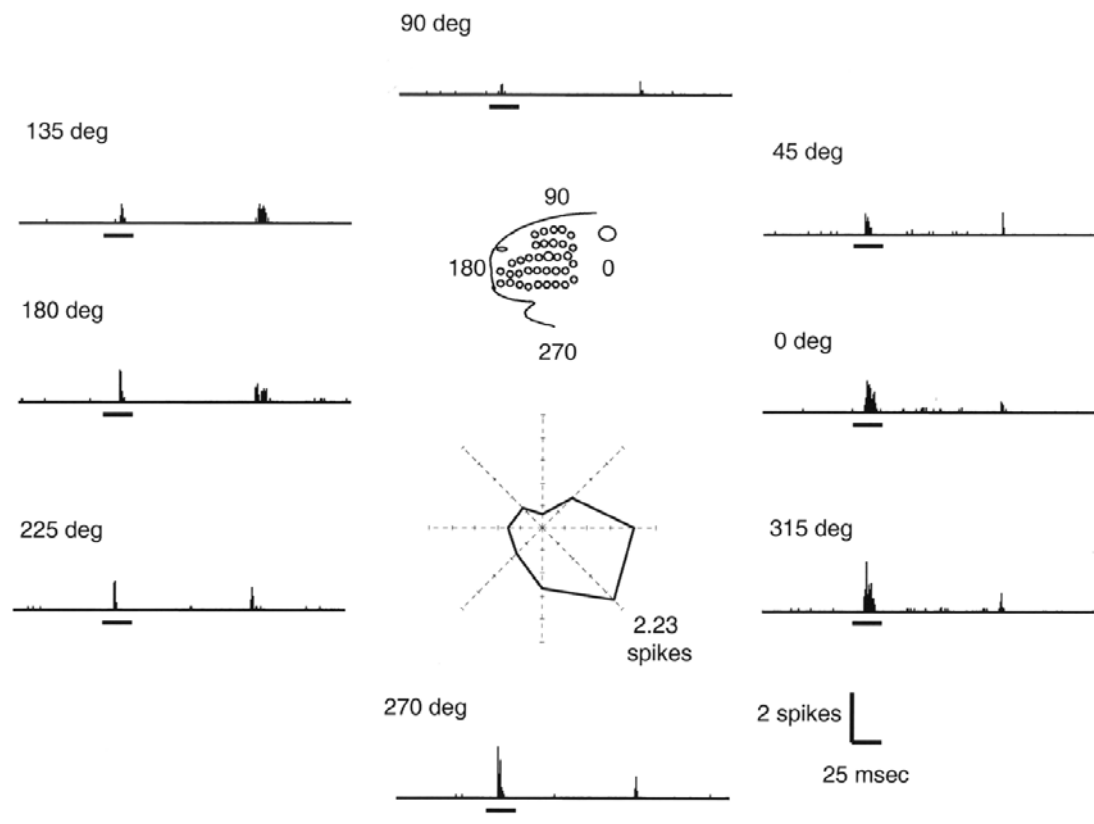 90 deg
135 deg
45 deg
90
180
0
270
180 deg
0 deg
225 deg
315 deg
2.23
spikes
270 deg
2 spikes
25 msec